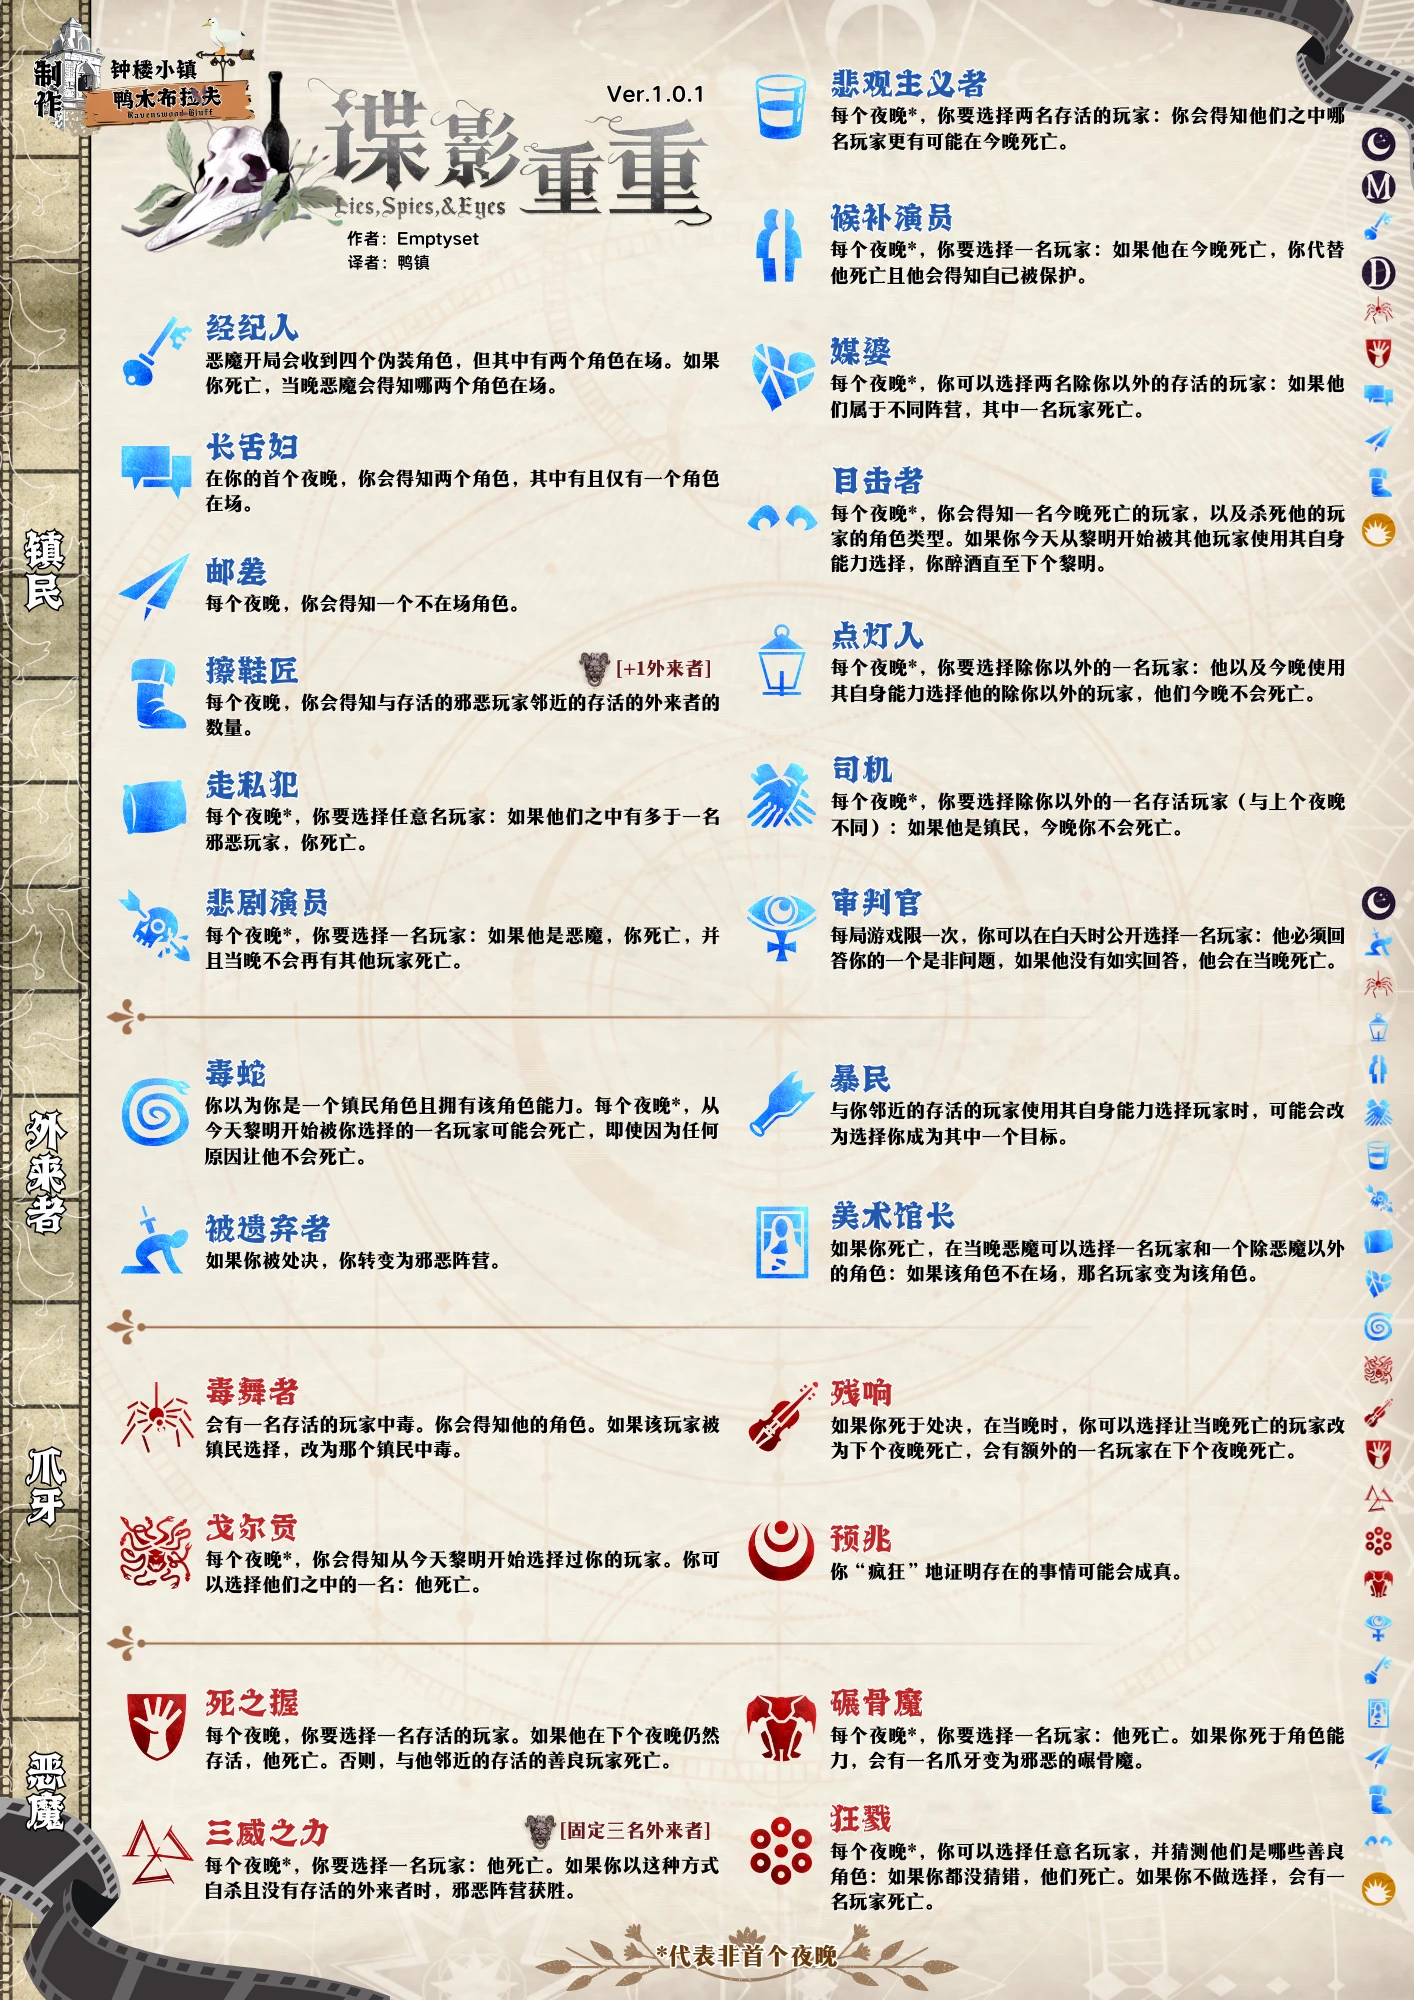 制作
钟楼小镇
鸭木布拉夫
Ravenswood Bluff
谍影重重
Ver.1.0.1
Lies,Spies,&Eyes
作者：Emptyset
译者：鸭镇
镇民
经纪人
恶魔开局会收到四个伪装角色，但其中有两个角色在场。如果
你死亡，当晚恶魔会得知哪两个角色在场。
长舌妇
在你的首个夜晚，你会得知两个角色，其中有且仅有一个角色
在场。
邮差
每个夜晚，你会得知一个不在场角色。
擦鞋匠
[+1外来者]
每个夜晚，你会得知与存活的邪恶玩家邻近的存活的外来者的
数量。
走私犯
每个夜晚*，你要选择任意名玩家：如果他们之中有多于一名
邪恶玩家，你死亡。
悲剧演员
每个夜晚*，你要选择一名玩家：如果他是恶魔，你死亡，并
且当晚不会再有其他玩家死亡。
悲观主义者
每个夜晚*，你要选择两名存活的玩家：你会得知他们之中哪
名玩家更有可能在今晚死亡。
候补演员
每个夜晚*，你要选择一名玩家：如果他在今晚死亡，你代替
他死亡且他会得知自己被保护。
媒婆
每个夜晚*，你可以选择两名除你以外的存活的玩家：如果他
们属于不同阵营，其中一名玩家死亡。
目击者
每个夜晚*，你会得知一名今晚死亡的玩家，以及杀死他的玩
家的角色类型。如果你今天从黎明开始被其他玩家使用其自身
能力选择，你醉酒直至下个黎明。
点灯人
每个夜晚*，你要选择除你以外的一名玩家：他以及今晚使用
其自身能力选择他的除你以外的玩家，他们今晚不会死亡。
司机
每个夜晚*，你要选择除你以外的一名存活玩家（与上个夜晚
不同）：如果他是镇民，今晚你不会死亡。
审判官
每局游戏限一次，你可以在白天时公开选择一名玩家：他必须回
答你的一个是非问题，如果他没有如实回答，他会在当晚死亡。
外来者
毒蛇
你以为你是一个镇民角色且拥有该角色能力。每个夜晚*，从
今天黎明开始被你选择的一名玩家可能会死亡，即使因为任何
原因让他不会死亡。
被遗弃者
如果你被处决，你转变为邪恶阵营。
暴民
与你邻近的存活的玩家使用其自身能力选择玩家时，可能会改
为选择你成为其中一个目标。
美术馆长
如果你死亡，在当晚恶魔可以选择一名玩家和一个除恶魔以外
的角色：如果该角色不在场，那名玩家变为该角色。
爪牙
毒舞者
会有一名存活的玩家中毒。你会得知他的角色。如果该玩家被
镇民选择，改为那个镇民中毒。
戈尔贡
每个夜晚*，你会得知从今天黎明开始选择过你的玩家。你可
以选择他们之中的一名：他死亡。
残响
如果你死于处决，在当晚时，你可以选择让当晚死亡的玩家改
为下个夜晚死亡，会有额外的一名玩家在下个夜晚死亡。
预兆
你“疯狂”地证明存在的事情可能会成真。
恶魔
死之握
每个夜晚，你要选择一名存活的玩家。如果他在下个夜晚仍然
存活，他死亡。否则，与他邻近的存活的善良玩家死亡。
三威之力
[固定三名外来者]
每个夜晚*，你要选择一名玩家：他死亡。如果你以这种方式
自杀且没有存活的外来者时，邪恶阵营获胜。
碾骨魔
每个夜晚*，你要选择一名玩家：他死亡。如果你死于角色能
力，会有一名爪牙变为邪恶的碾骨魔。
狂戮
每个夜晚*，你可以选择任意名玩家，并猜测他们是哪些善良
角色：如果你都没猜错，他们死亡。如果你不做选择，会有一
名玩家死亡。
M
D
*代表非首个夜晚